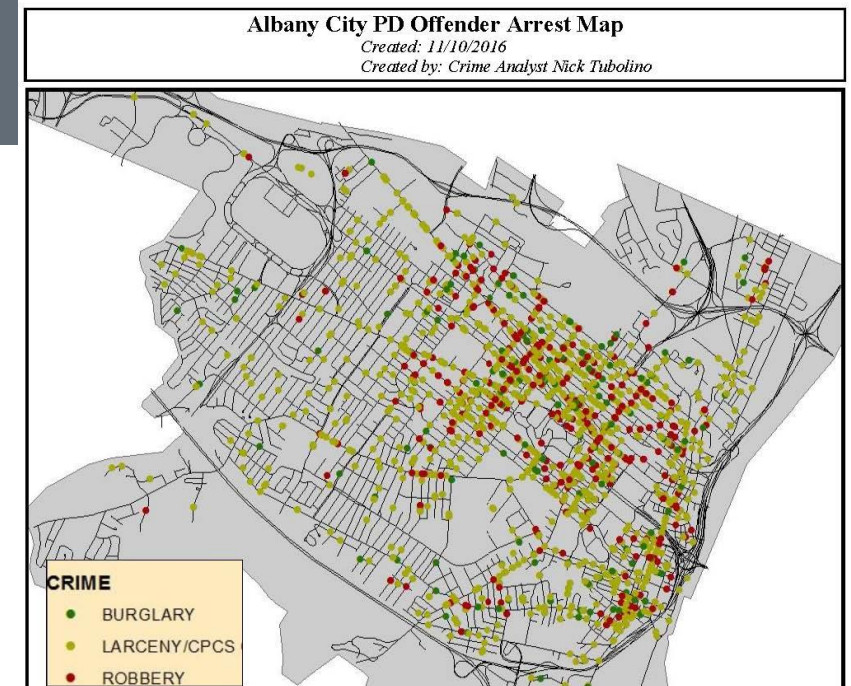 Albany City PD Offender Arrest Map
Created: 11/10/2016
Created by: Crime Analyst Nick Tubolino
CRIME
BURGLARY
LARCENY/CPCS
ROBBERY